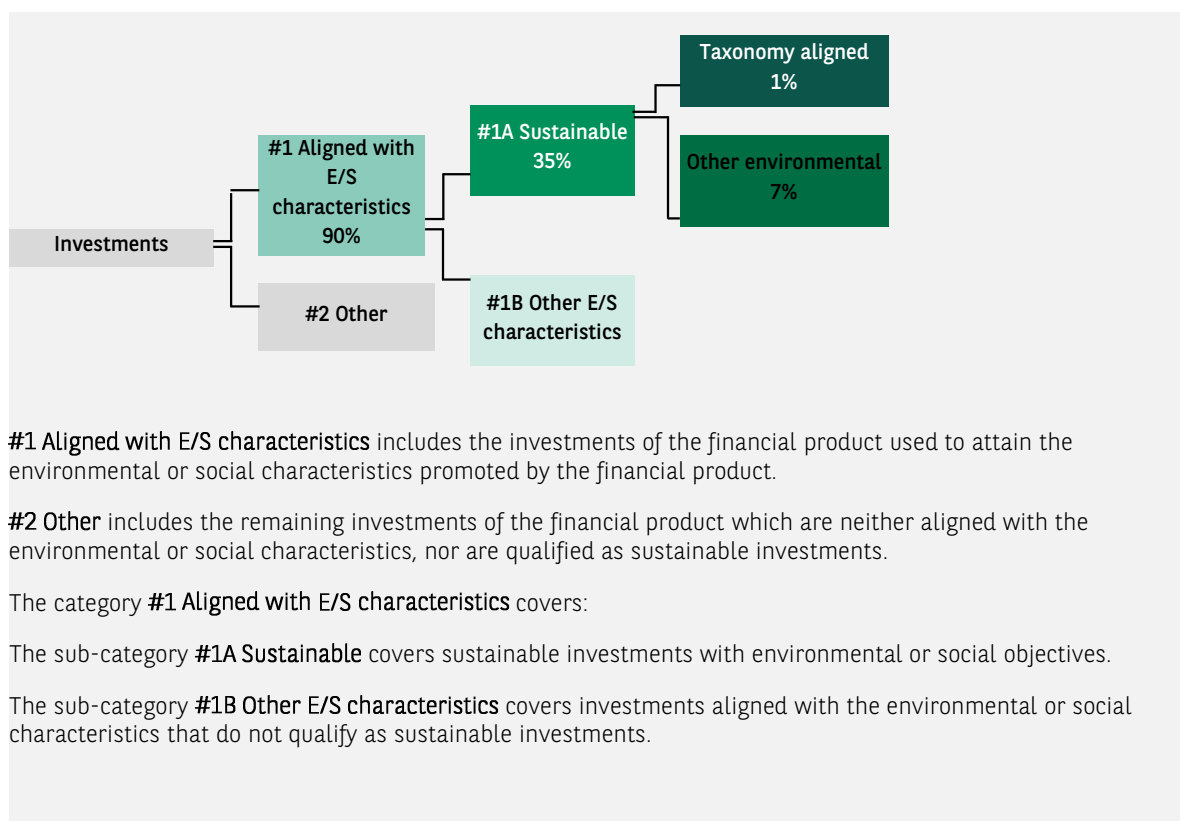 Taxonomy aligned
1%
#1A Sustainable
35%
#1 Aligned with
E/S
characteristics
90%
Other environmental
7%
Investments
#2 Other
#1B Other E/S
characteristics
#1 Aligned with E/S characteristics includes the investments of the financial product used to attain the
environmental or social characteristics promoted by the financial product.
#2 Other includes the remaining investments of the financial product which are neither aligned with the
environmental or social characteristics, nor are qualified as sustainable investments.
The category #1 Aligned with E/S characteristics covers:
The sub-category #1A Sustainable covers sustainable investments with environmental or social objectives.
The sub-category #1B Other E/S characteristics covers investments aligned with the environmental or social
characteristics that do not qualify as sustainable investments.